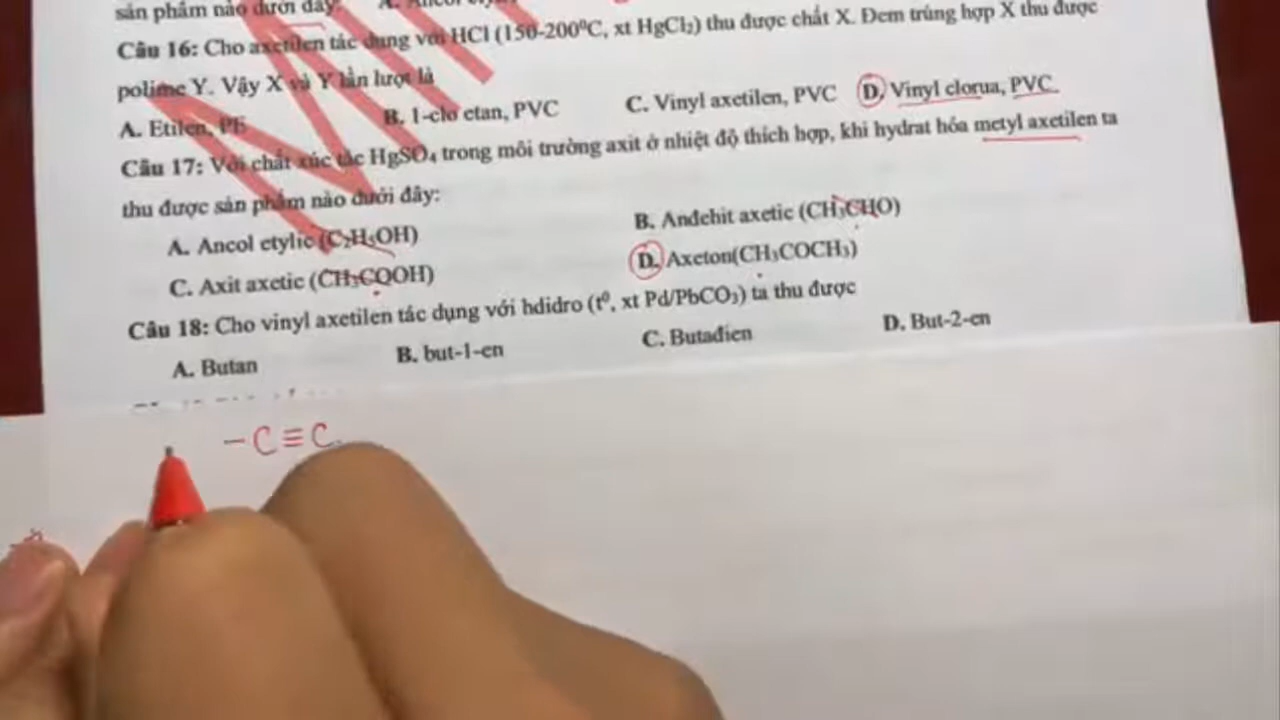 sản phẩm nào dưới đây: A. Ancol
Câu 16: Cho axetilen tác dụng với HCl (150-200⁰C, xt HgCl₂) thu được chất X. Đem trùng hợp X thu được
polime Y. Vậy X và Y lần lượt là
A. Etilen, PE B. 1-clo etan, PVC C. Vinyl axetilen, PVC D. Vinyl clorua, PVC.
Câu 17: Với chất xúc tác HgSO₄ trong môi trường axit ở nhiệt độ thích hợp, khi hydrat hóa metyl axetilen ta
thu được sản phẩm nào dưới đây:
A. Ancol etylic (C₂H₅OH) B. Anđehit axetic (CH₃CHO)
C. Axit axetic (CH₃COOH) D. Axeton(CH₃COCH₃)
Câu 18: Cho vinyl axetilen tác dụng với hdidro (t⁰, xt Pd/PbCO₃) ta thu được
A. Butan B. but-1-en C. Butađien D. But-2-en
-C≡C